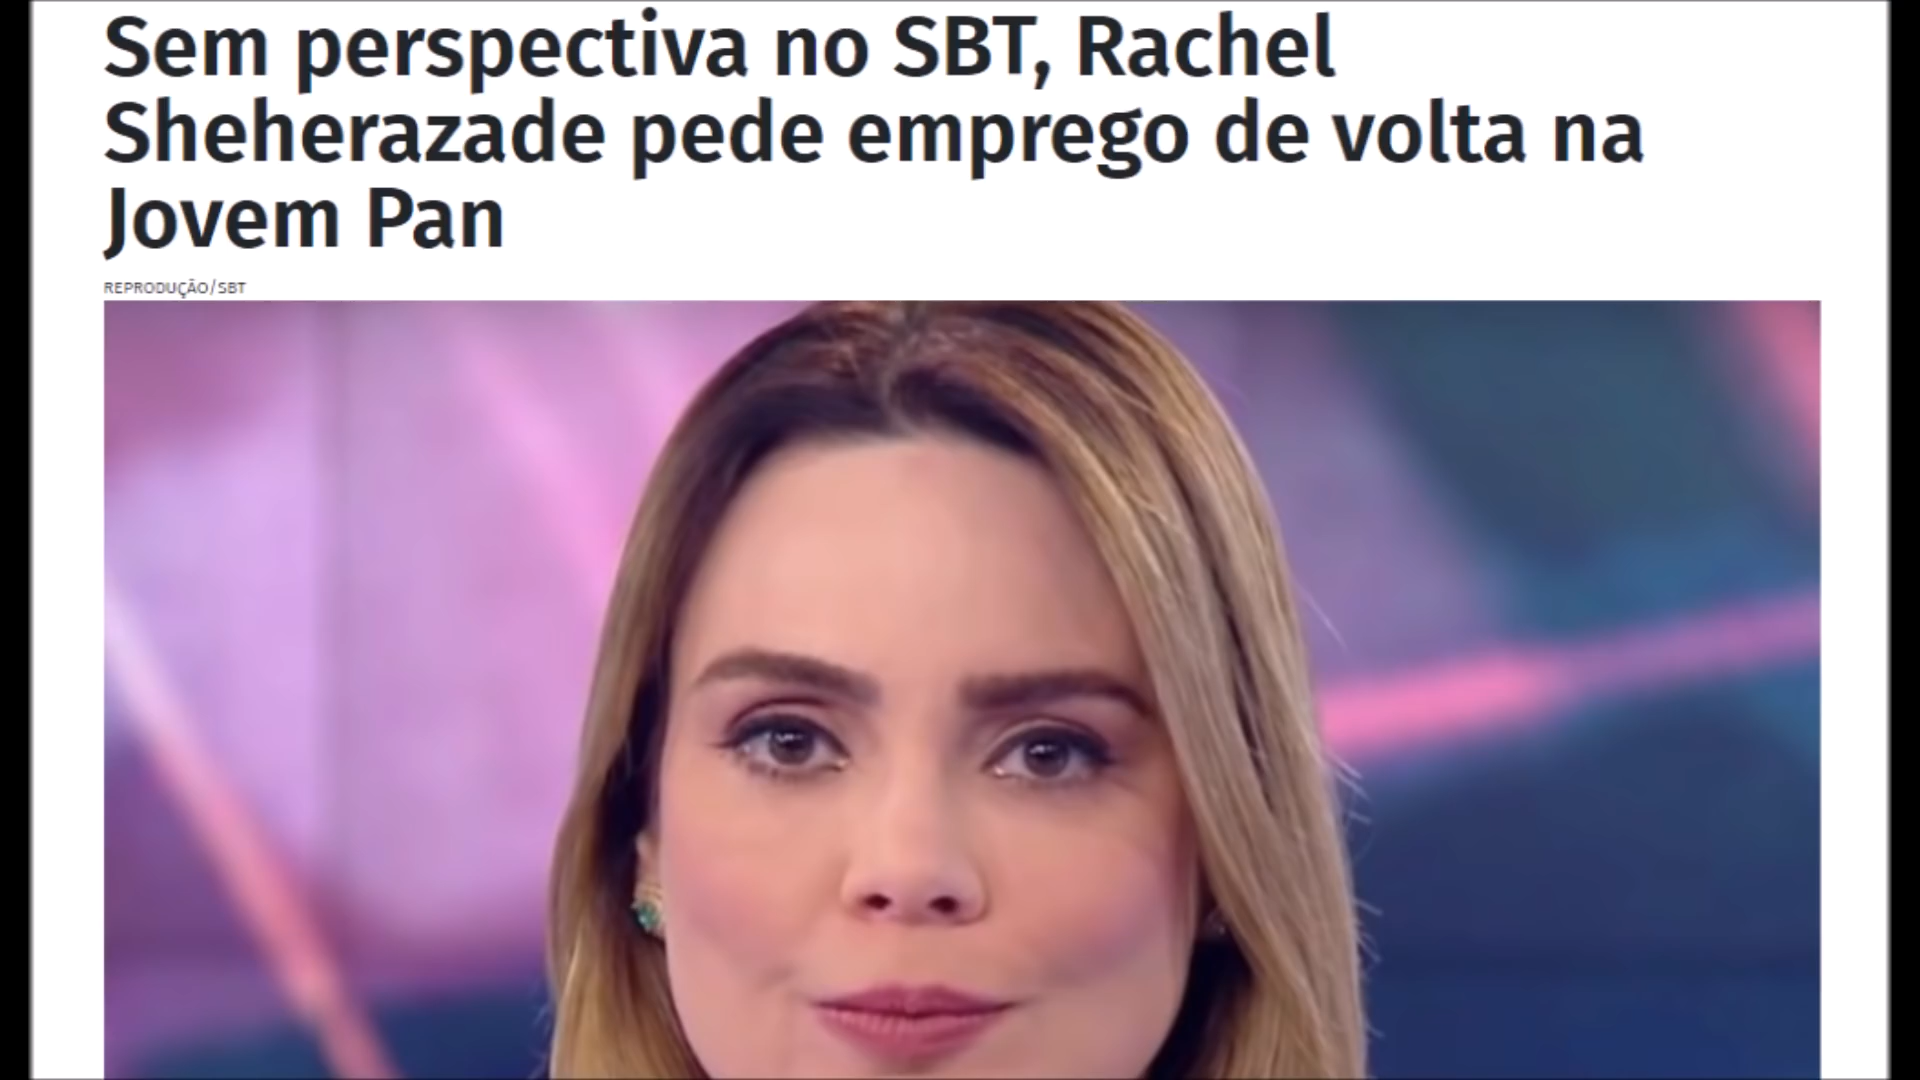 Sem perspectiva no SBT, Rachel
Sheherazade pede emprego de volta na
Jovem Pan
REPRODUÇÃO/SBT